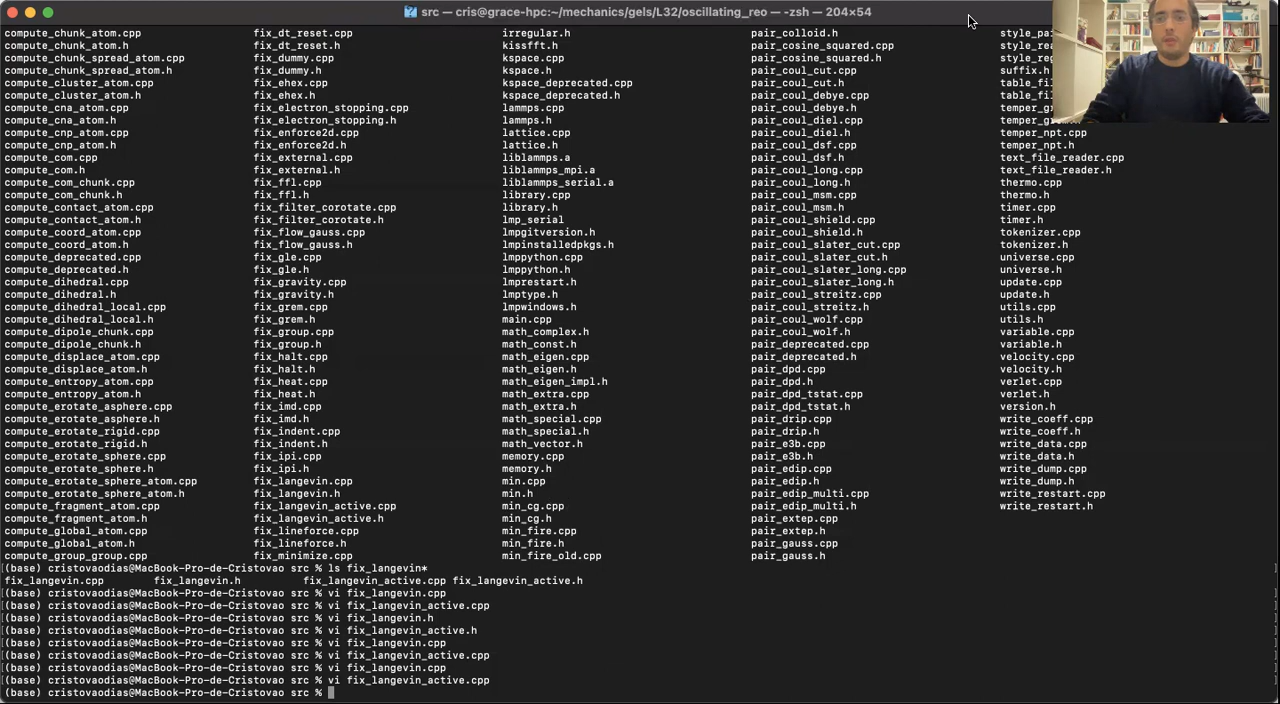 src — cris@grace-hpc:~/mechanics/gels/L32/oscillating_reo — -zsh — 204×54
compute_chunk_atom.cpp fix_dt_reset.cpp irregular.h pair_colloid.h style_pa
compute_chunk_spread_atom.cpp fix_dt_reset.h kissfft.h pair_cosine_squared.cpp style_re
compute_chunk_spread_atom.h fix_dummy.cpp kspace.cpp pair_cosine_squared.h style_reg
compute_cluster_atom.cpp fix_dummy.h kspace.h pair_coul_cut.cpp suffix.h
compute_cluster_atom.h fix_ehex.cpp kspace_deprecated.cpp pair_coul_cut.h table_fi
compute_cna_atom.cpp fix_ehex.h kspace_deprecated.h pair_coul_debye.cpp table_fi
compute_cna_atom.h fix_electron_stopping.cpp lammps.cpp pair_coul_debye.h temper_gr
compute_cnp_atom.cpp fix_electron_stopping.h lammps.h pair_coul_diel.cpp
compute_cnp_atom.h fix_enforce2d.cpp lattice.cpp pair_coul_diel.h temper_npt.cpp
compute_com.cpp fix_enforce2d.h lattice.h pair_coul_dsf.cpp temper_npt.h
compute_com.h fix_external.cpp liblammps.a pair_coul_dsf.h text_file_reader.cpp
compute_com_chunk.cpp fix_external.h liblammps_mpi.a pair_coul_long.cpp text_file_reader.h
compute_com_chunk.h fix_ffl.cpp liblammps_serial.a pair_coul_long.h thermo.cpp
compute_contact_atom.cpp fix_ffl.h library.cpp pair_coul_msm.cpp thermo.h
compute_contact_atom.h fix_filter_corotate.cpp library.h pair_coul_msm.h timer.cpp
compute_coord_atom.cpp fix_filter_corotate.h lmp_serial pair_coul_shield.cpp timer.h
compute_coord_atom.h fix_flow_gauss.cpp lmpgitversion.h pair_coul_shield.h tokenizer.cpp
compute_deprecated.cpp fix_flow_gauss.h lmpinstalledpkgs.h pair_coul_slater_cut.cpp tokenizer.h
compute_deprecated.h fix_gle.cpp lmppython.cpp pair_coul_slater_cut.h universe.cpp
compute_dihedral.cpp fix_gle.h lmppython.h pair_coul_slater_long.cpp universe.h
compute_dihedral.h fix_gravity.cpp lmprestart.h pair_coul_slater_long.h update.cpp
compute_dihedral_local.cpp fix_gravity.h lmptype.h pair_coul_streitz.cpp update.h
compute_dihedral_local.h fix_grem.cpp lmpwindows.h pair_coul_streitz.h utils.cpp
compute_dipole_chunk.cpp fix_grem.h main.cpp pair_coul_wolf.cpp utils.h
compute_dipole_chunk.h fix_group.cpp math_complex.h pair_coul_wolf.h variable.cpp
compute_displace_atom.cpp fix_group.h math_const.h pair_deprecated.cpp variable.h
compute_displace_atom.h fix_halt.cpp math_eigen.cpp pair_deprecated.h velocity.cpp
compute_entropy_atom.cpp fix_halt.h math_eigen.h pair_dpd.cpp velocity.h
compute_entropy_atom.h fix_heat.cpp math_eigen_impl.h pair_dpd.h verlet.cpp
compute_erotate_asphere.cpp fix_heat.h math_extra.cpp pair_dpd_tstat.cpp verlet.h
compute_erotate_asphere.h fix_imd.cpp math_extra.h pair_dpd_tstat.h version.h
compute_erotate_rigid.cpp fix_imd.h math_special.cpp pair_drip.cpp write_coeff.cpp
compute_erotate_rigid.h fix_indent.cpp math_special.h pair_drip.h write_coeff.h
compute_erotate_sphere.cpp fix_indent.h math_vector.h pair_e3b.cpp write_data.cpp
compute_erotate_sphere.h fix_ipi.cpp memory.cpp pair_e3b.h write_data.h
compute_erotate_sphere_atom.cpp fix_ipi.h memory.h pair_edip.cpp write_dump.cpp
compute_erotate_sphere_atom.h fix_langevin.cpp min.cpp pair_edip.h write_dump.h
compute_fragment_atom.cpp fix_langevin.h min.h pair_edip_multi.cpp write_restart.cpp
compute_fragment_atom.h fix_langevin_active.cpp min_cg.cpp pair_edip_multi.h write_restart.h
compute_global_atom.cpp fix_langevin_active.h min_cg.h pair_extep.cpp
compute_global_atom.h fix_lineforce.cpp min_fire.cpp pair_extep.h
compute_group_group.cpp fix_lineforce.h min_fire.h pair_gauss.cpp
fix_minimize.cpp min_fire_old.cpp pair_gauss.h
(base) cristovaodias@MacBook-Pro-de-Cristovao src % ls fix_langevin*
fix_langevin.cpp fix_langevin.h fix_langevin_active.cpp fix_langevin_active.h
(base) cristovaodias@MacBook-Pro-de-Cristovao src % vi fix_langevin.cpp
(base) cristovaodias@MacBook-Pro-de-Cristovao src % vi fix_langevin_active.cpp
(base) cristovaodias@MacBook-Pro-de-Cristovao src % vi fix_langevin.h
(base) cristovaodias@MacBook-Pro-de-Cristovao src % vi fix_langevin_active.h
(base) cristovaodias@MacBook-Pro-de-Cristovao src % vi fix_langevin.cpp
(base) cristovaodias@MacBook-Pro-de-Cristovao src % vi fix_langevin_active.cpp
(base) cristovaodias@MacBook-Pro-de-Cristovao src % vi fix_langevin.cpp
(base) cristovaodias@MacBook-Pro-de-Cristovao src % vi fix_langevin_active.cpp
(base) cristovaodias@MacBook-Pro-de-Cristovao src %